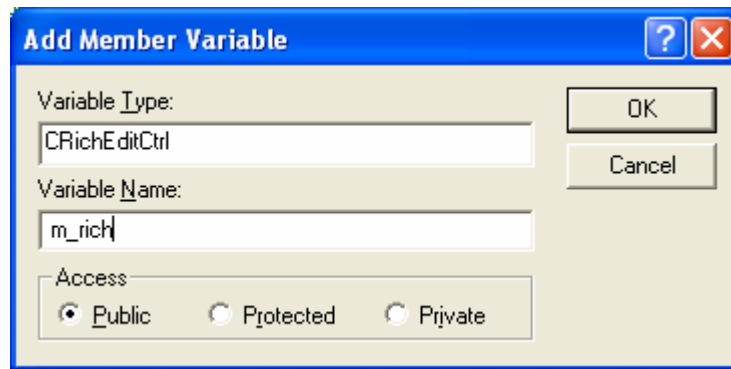 Add Member Variable
Variable Type:
OK
CRichEditCtrl
Cancel
Variable Name:
m_rich
Access
Public Protected Private